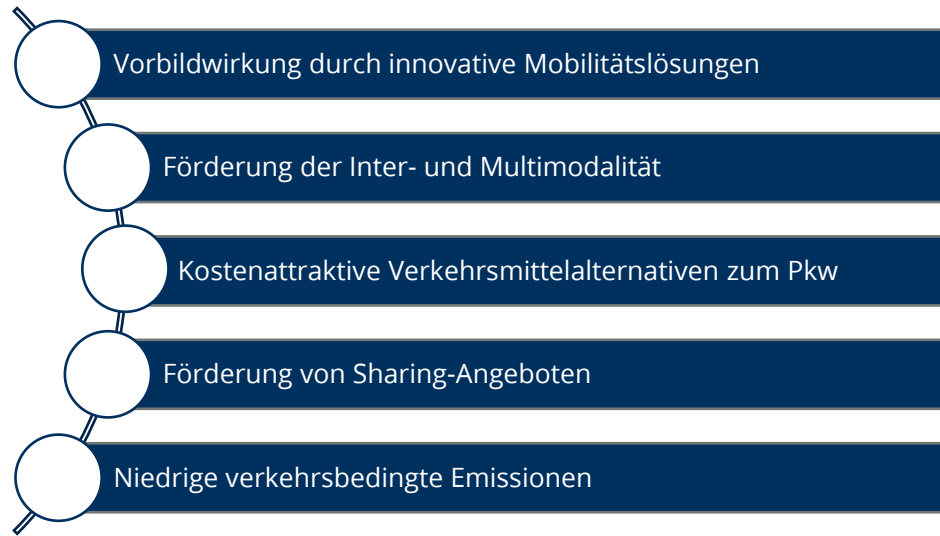 Vorbildwirkung durch innovative Mobilitätslösungen
Förderung der Inter- und Multimodalität
Kostenattraktive Verkehrsmittelalternativen zum Pkw
Förderung von Sharing-Angeboten
Niedrige verkehrsbedingte Emissionen